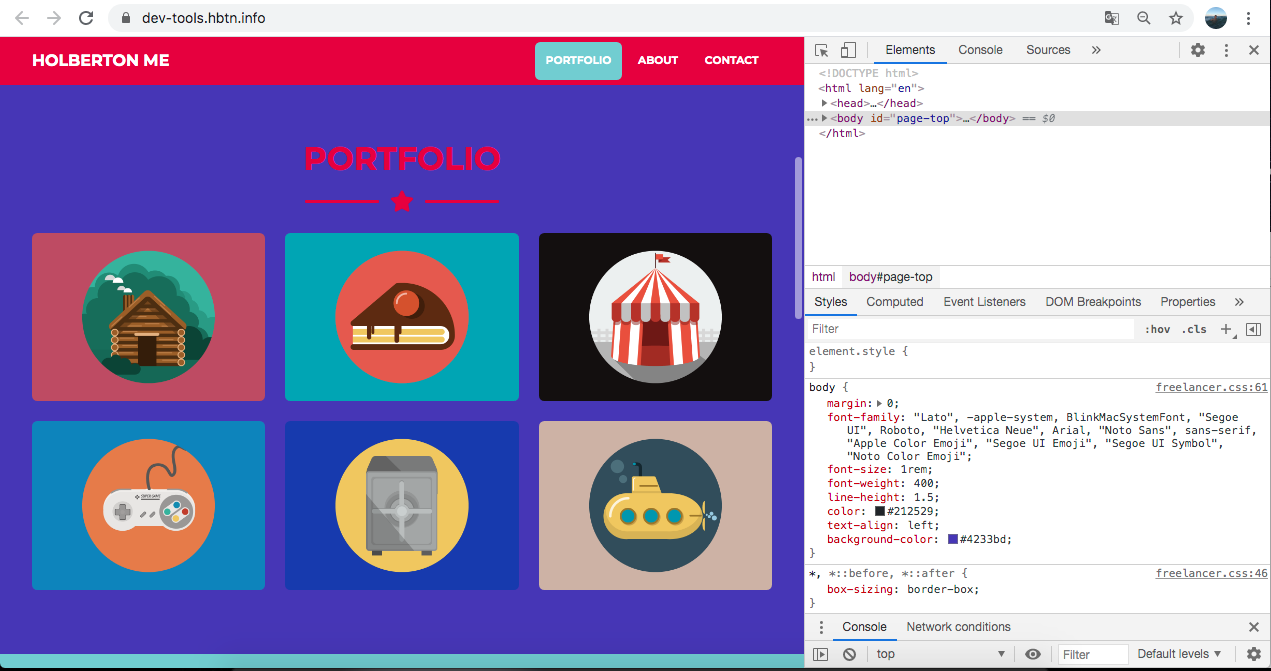 dev-tools.hbtn.info
HOLBERTON ME
PORTFOLIO
ABOUT
CONTACT
PORTFOLIO
SUPER GAME
Elements
Console
Sources
»
<!DOCTYPE html>
<html lang="en">
<head>…</head>
<body id="page-top">…</body> == $0
</html>
html
body#page-top
Styles
Computed
Event Listeners
DOM Breakpoints
Properties
»
Filter
:hov
.cls
element.style {
}
body {
freelancer.css:61
margin: 0;
font-family: "Lato", -apple-system, BlinkMacSystemFont, "Segoe
UI", Roboto, "Helvetica Neue", Arial, "Noto Sans", sans-serif,
"Apple Color Emoji", "Segoe UI Emoji", "Segoe UI Symbol",
"Noto Color Emoji";
font-size: 1rem;
font-weight: 400;
line-height: 1.5;
color: #212529;
text-align: left;
background-color: #4233bd;
}
*, *::before, *::after {
freelancer.css:46
box-sizing: border-box;
}
Console
Network conditions
top
Filter
Default levels